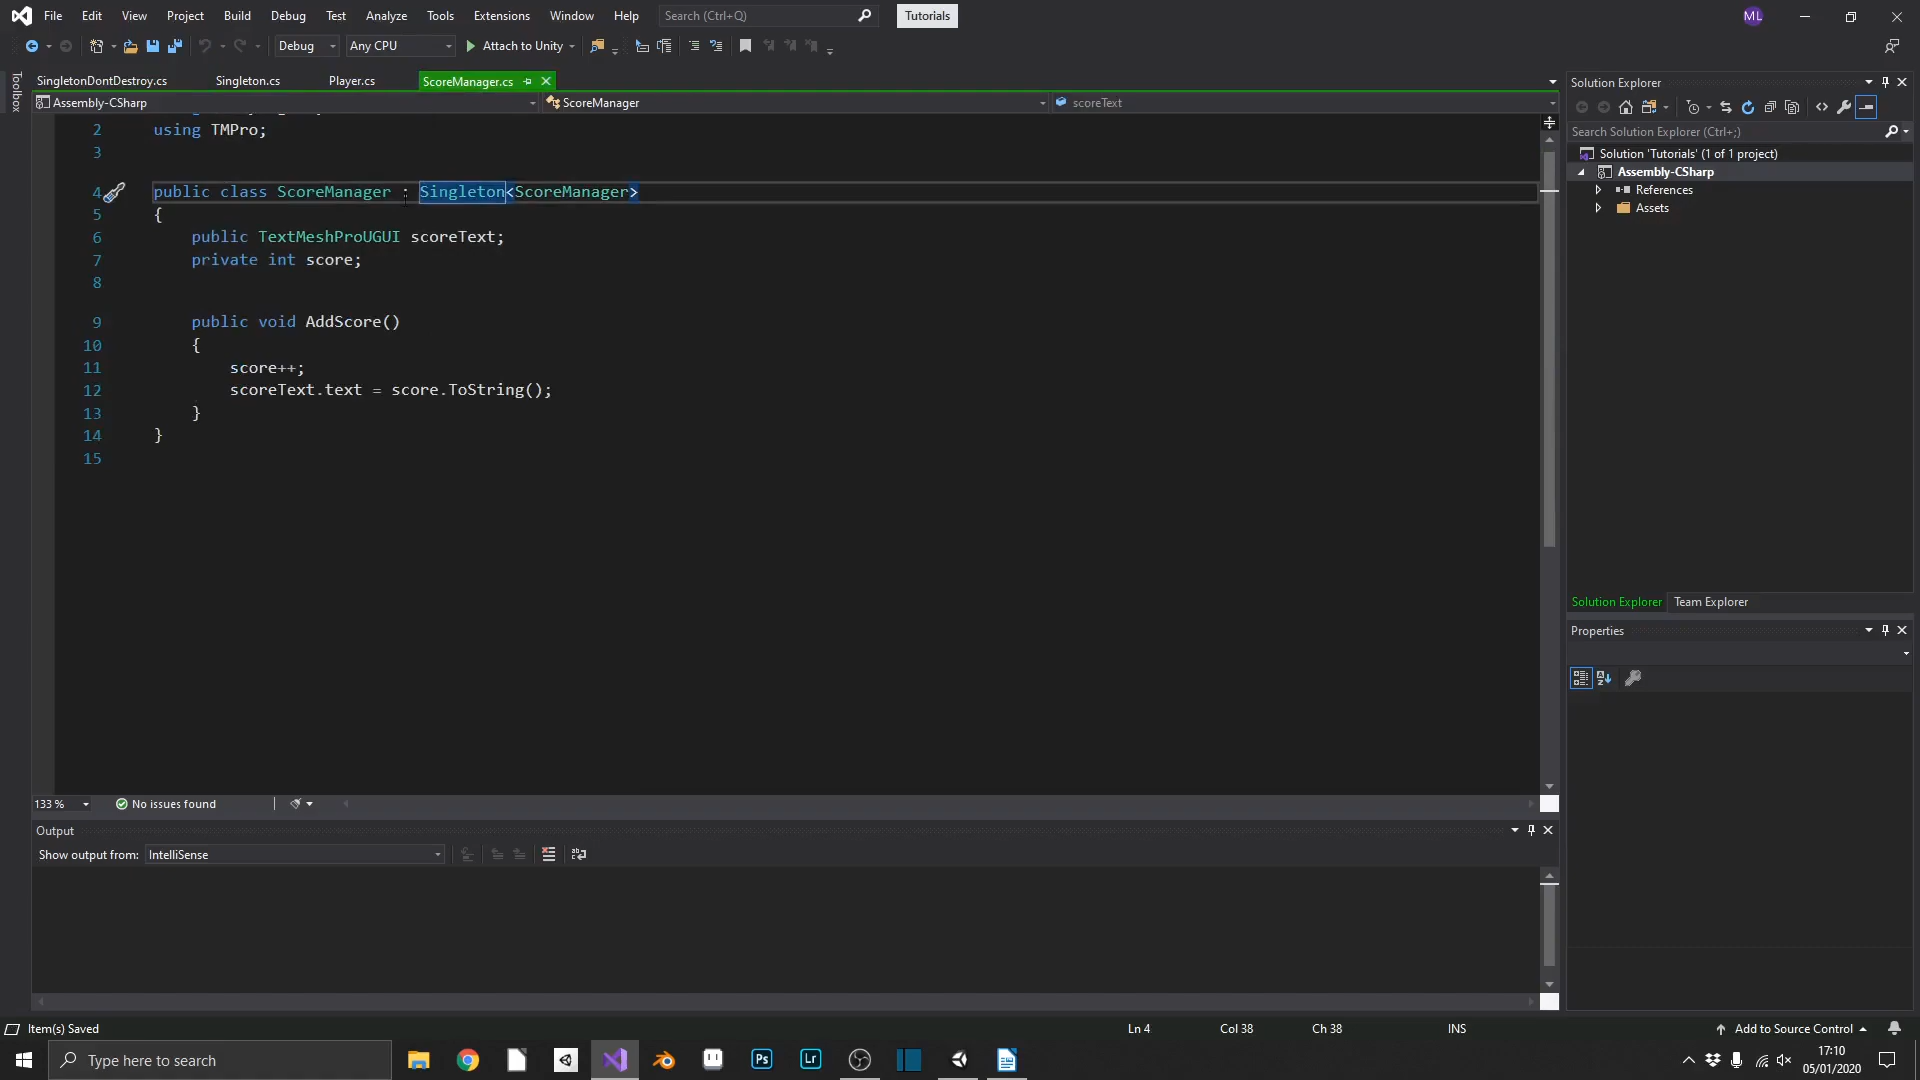 File Edit View Project Build Debug Test Analyze Tools Extensions Window Help Search (Ctrl+Q) Tutorials ML
Debug Any CPU Attach to Unity
Toolbox
SingletonDontDestroy.cs Singleton.cs Player.cs ScoreManager.cs
Assembly-CSharp ScoreManager scoreText
2 using TMPro;
3
4 public class ScoreManager : Singleton<ScoreManager>
5 {
6 public TextMeshProUGUI scoreText;
7 private int score;
8
9 public void AddScore()
10 {
11 score++;
12 scoreText.text = score.ToString();
13 }
14 }
15
133 % No issues found
Output
Show output from: IntelliSense
Solution Explorer
Search Solution Explorer (Ctrl+;)
Solution 'Tutorials' (1 of 1 project)
Assembly-CSharp
References
Assets
Solution Explorer Team Explorer
Properties
Item(s) Saved Ln 4 Col 38 Ch 38 INS Add to Source Control
Type here to search
Ps Lr
17:10
05/01/2020